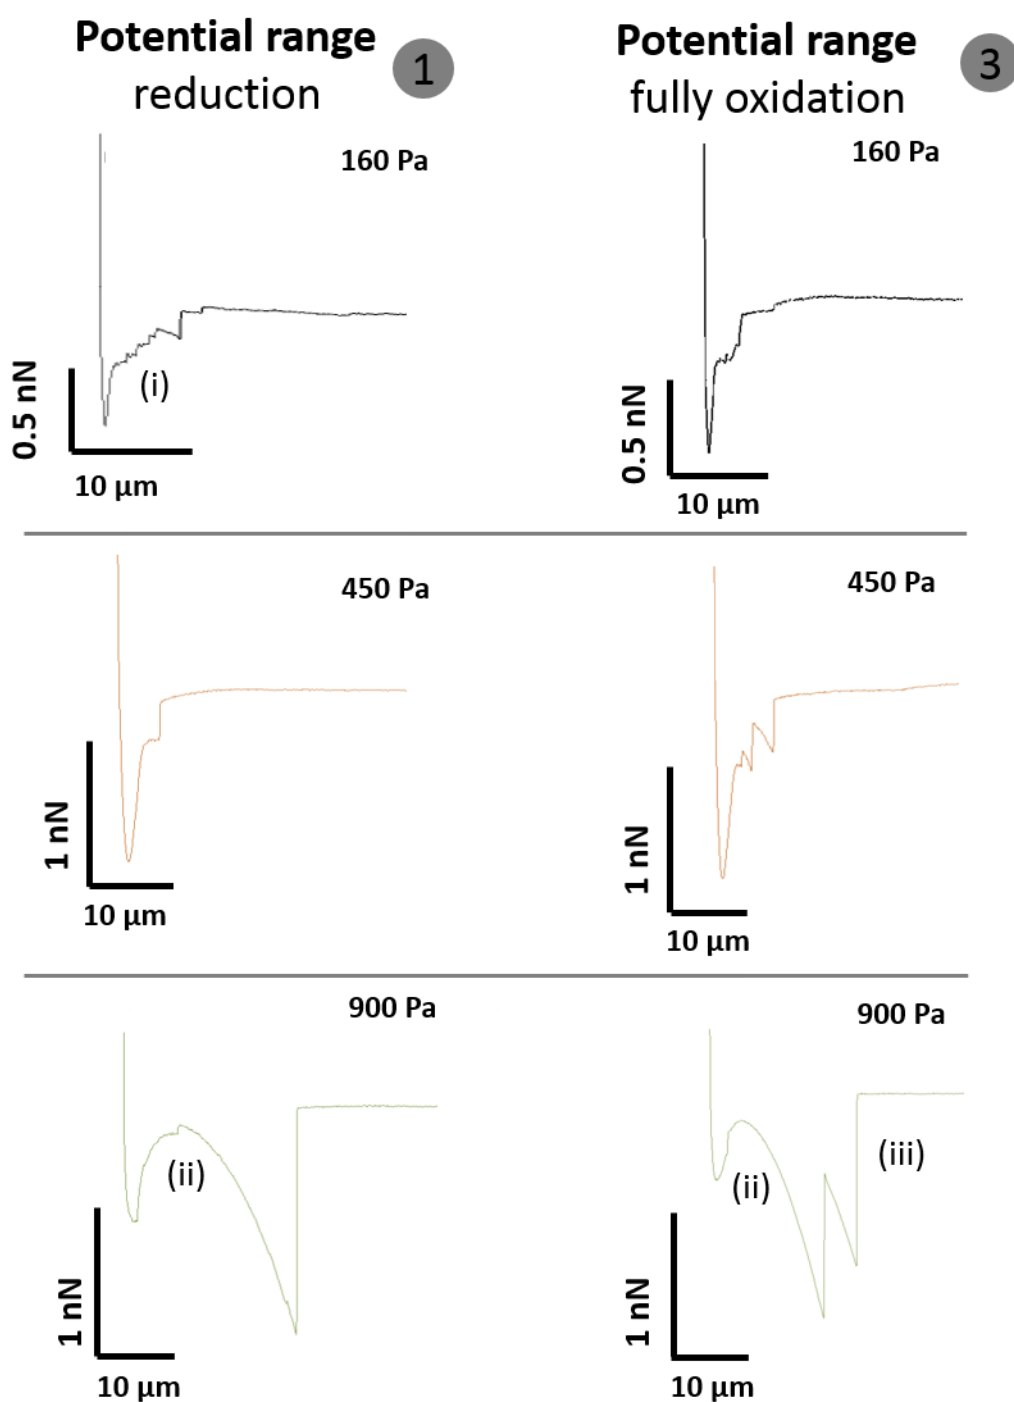 Potential range
reduction
1
Potential range
fully oxidation
3
160 Pa
(i)
0.5 nN
10 µm
160 Pa
0.5 nN
10 µm
450 Pa
1 nN
10 µm
450 Pa
1 nN
10 µm
900 Pa
(ii)
1 nN
10 µm
900 Pa
(ii)
(iii)
1 nN
10 µm